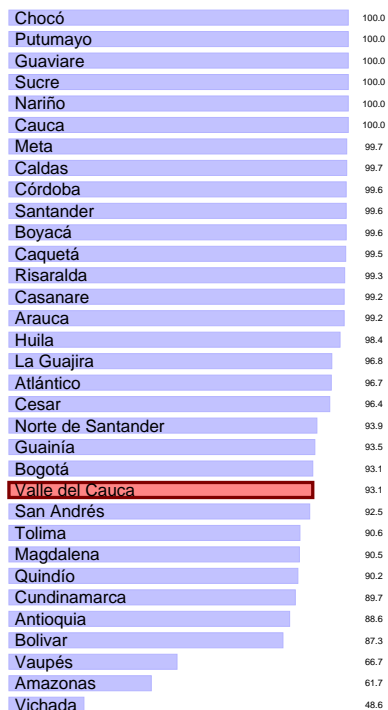 Chocó 100.0
Putumayo 100.0
Guaviare 100.0
Sucre 100.0
Nariño 100.0
Cauca 100.0
Meta 99.7
Caldas 99.7
Córdoba 99.6
Santander 99.6
Boyacá 99.6
Caquetá 99.5
Risaralda 99.3
Casanare 99.2
Arauca 99.2
Huila 98.4
La Guajira 96.8
Atlántico 96.7
Cesar 96.4
Norte de Santander 93.9
Guainía 93.5
Bogotá 93.1
Valle del Cauca 93.1
San Andrés 92.5
Tolima 90.6
Magdalena 90.5
Quindío 90.2
Cundinamarca 89.7
Antioquia 88.6
Bolivar 87.3
Vaupés 66.7
Amazonas 61.7
Vichada 48.6